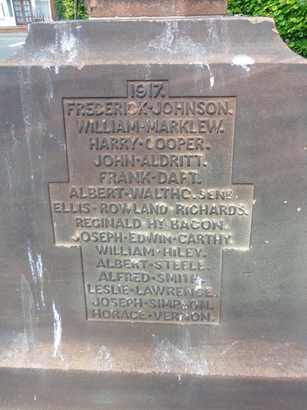 1917.
FREDERICK·JOHNSON.
WILLIAM·MARKLEW.
HARRY·COOPER.
JOHN·ALDRITT.
FRANK·DAFT.
ALBERT·WALTHO.SENR.
ELLIS·ROWLAND RICHARDS.
REGINALD HY BACON.
JOSEPH·EDWIN·CARTHY
WILLIAM·HILEY.
ALBERT·STEELE.
ALFRED·SMITH.
LESLIE·LAWRENCE.
JOSEPH·SIMPSON.
HORACE·VERNON.